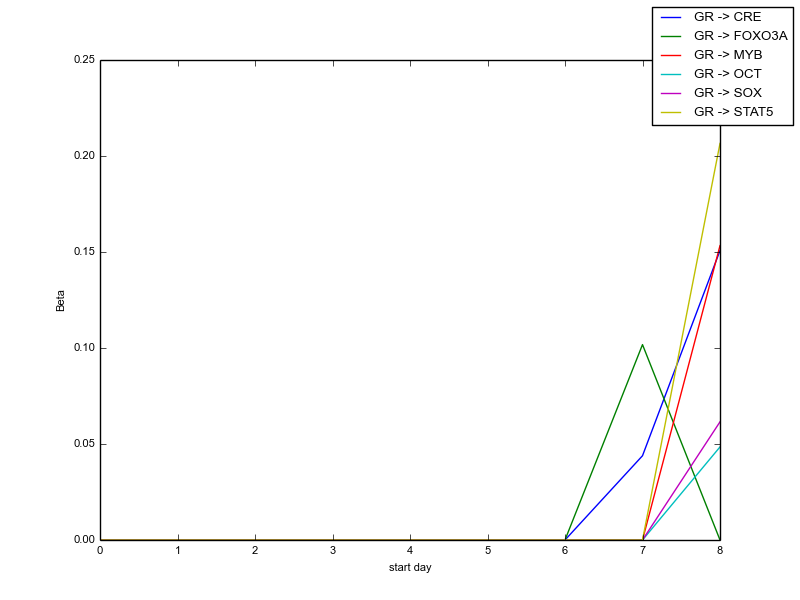 GR -> CRE
GR -> FOXO3A
GR -> MYB
GR -> OCT
GR -> SOX
GR -> STAT5
0.25
0.20
0.15
0.10
0.05
0.00
Beta
0 1 2 3 4 5 6 7 8
start day